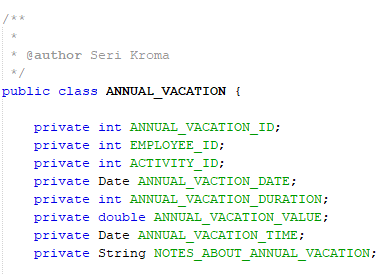 /**
 *
 * @author Seri Kroma
 */
public class ANNUAL_VACATION {
    private int ANNUAL_VACATION_ID;
    private int EMPLOYEE_ID;
    private int ACTIVITY_ID;
    private Date ANNUAL_VACTION_DATE;
    private int ANNUAL_VACATION_DURATION;
    private double ANNUAL_VACATION_VALUE;
    private Date ANNUAL_VACATION_TIME;
    private String NOTES_ABOUT_ANNUAL_VACATION;